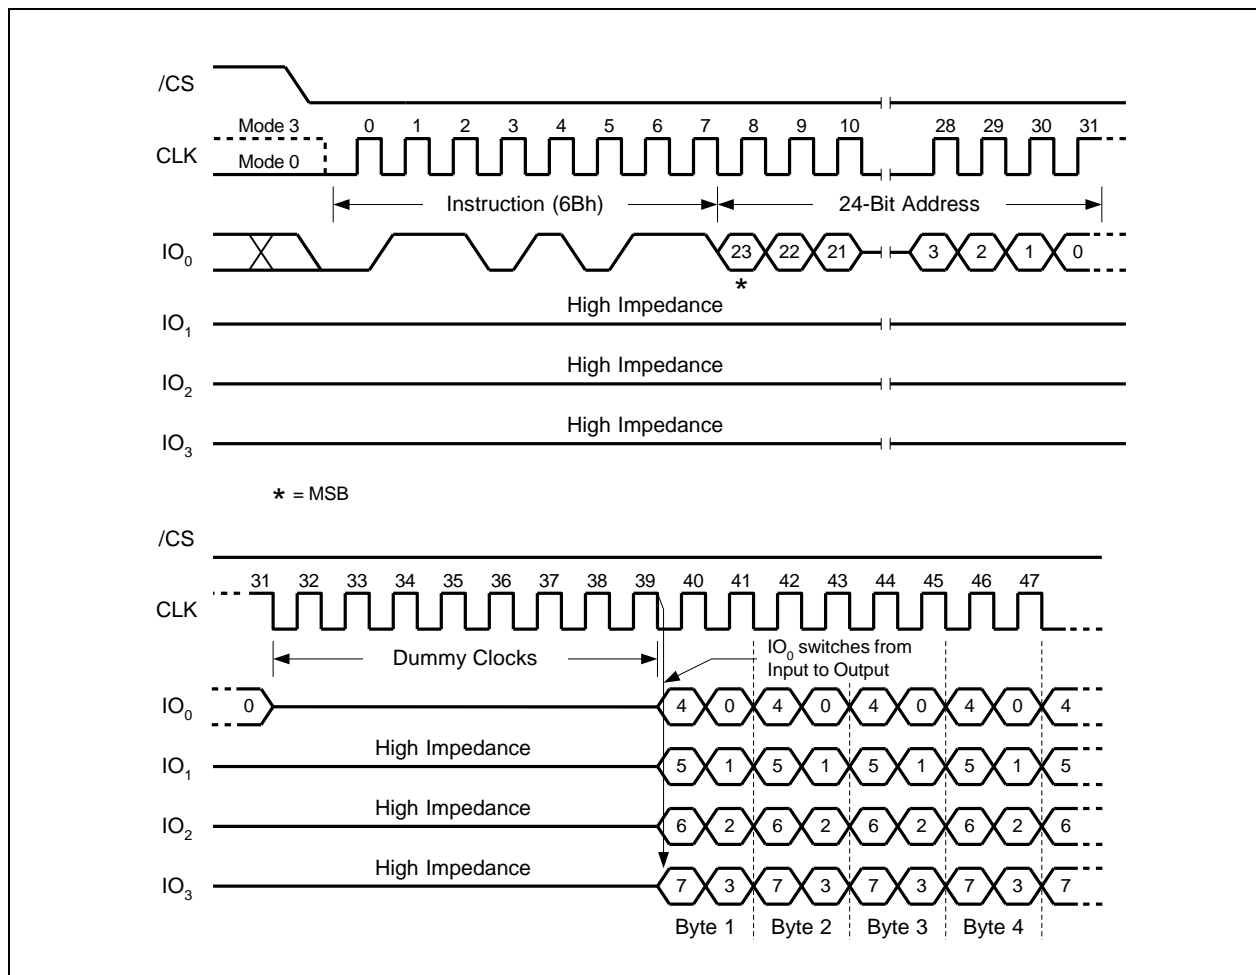 /CS
Mode 3 0 1 2 3 4 5 6 7 8 9 10 28 29 30 31
CLK
Mode 0
Instruction (6Bh) 24-Bit Address
IO0 23 22 21 3 2 1 0
*
High Impedance
IO1
High Impedance
IO2
High Impedance
IO3
* = MSB
/CS
31 32 33 34 35 36 37 38 39 40 41 42 43 44 45 46 47
CLK
Dummy Clocks
IO0 switches from
Input to Output
IO0 0 4 0 4 0 4 0 4 0 4
High Impedance
IO1 5 1 5 1 5 1 5 1 5
High Impedance
IO2 6 2 6 2 6 2 6 2 6
High Impedance
IO3 7 3 7 3 7 3 7 3 7
Byte 1 Byte 2 Byte 3 Byte 4